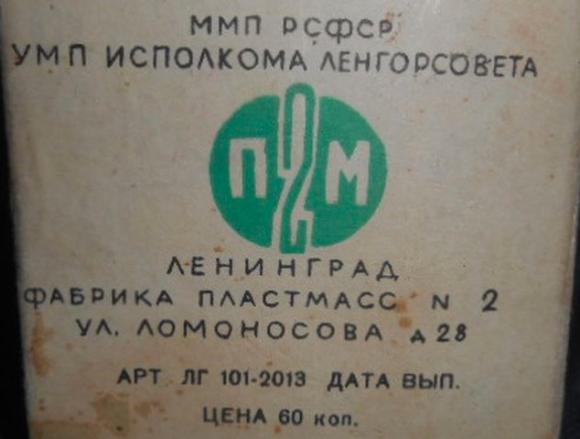 ММП РСФСР
УМП ИСПОЛКОМА ЛЕНГОРСОВЕТА
П2М
ЛЕНИНГРАД
ФАБРИКА ПЛАСТМАСС N 2
УЛ. ЛОМОНОСОВА д 28
АРТ ЛГ 101-2013 ДАТА ВЫП.
ЦЕНА 60 коп.